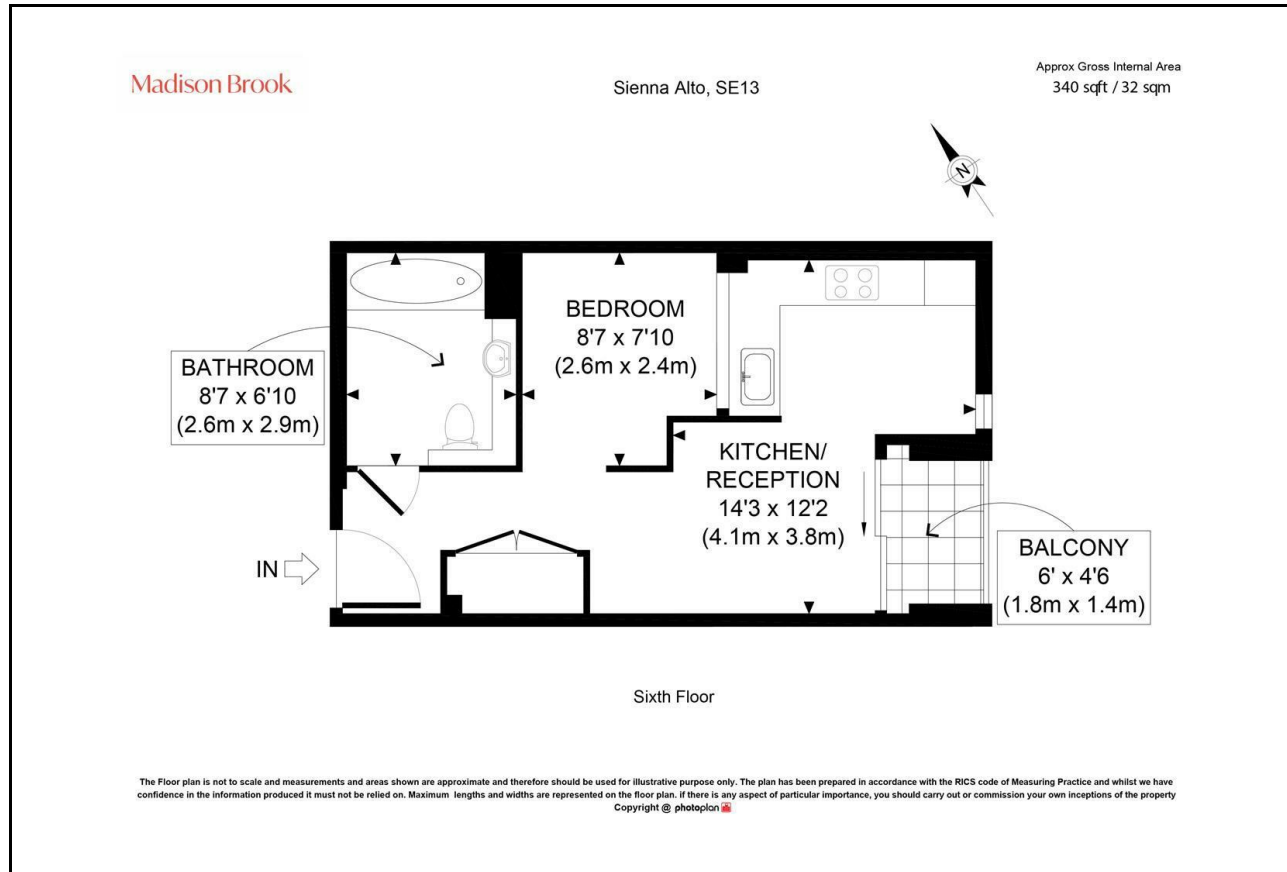 Madison Brook
Sienna Alto, SE13
Approx Gross Internal Area
340 sqft / 32 sqm
N
BEDROOM
8'7 x 7'10
(2.6m x 2.4m)
BATHROOM
8'7 x 6'10
(2.6m x 2.9m)
KITCHEN/
RECEPTION
14'3 x 12'2
(4.1m x 3.8m)
BALCONY
6' x 4'6
(1.8m x 1.4m)
IN
Sixth Floor
The Floor plan is not to scale and measurements and areas shown are approximate and therefore should be used for illustrative purpose only. The plan has been prepared in accordance with the RICS code of Measuring Practice and whilst we have
confidence in the information produced it must not be relied on. Maximum lengths and widths are represented on the floor plan. if there is any aspect of particular importance, you should carry out or commission your own inceptions of the property
Copyright @ photoplan